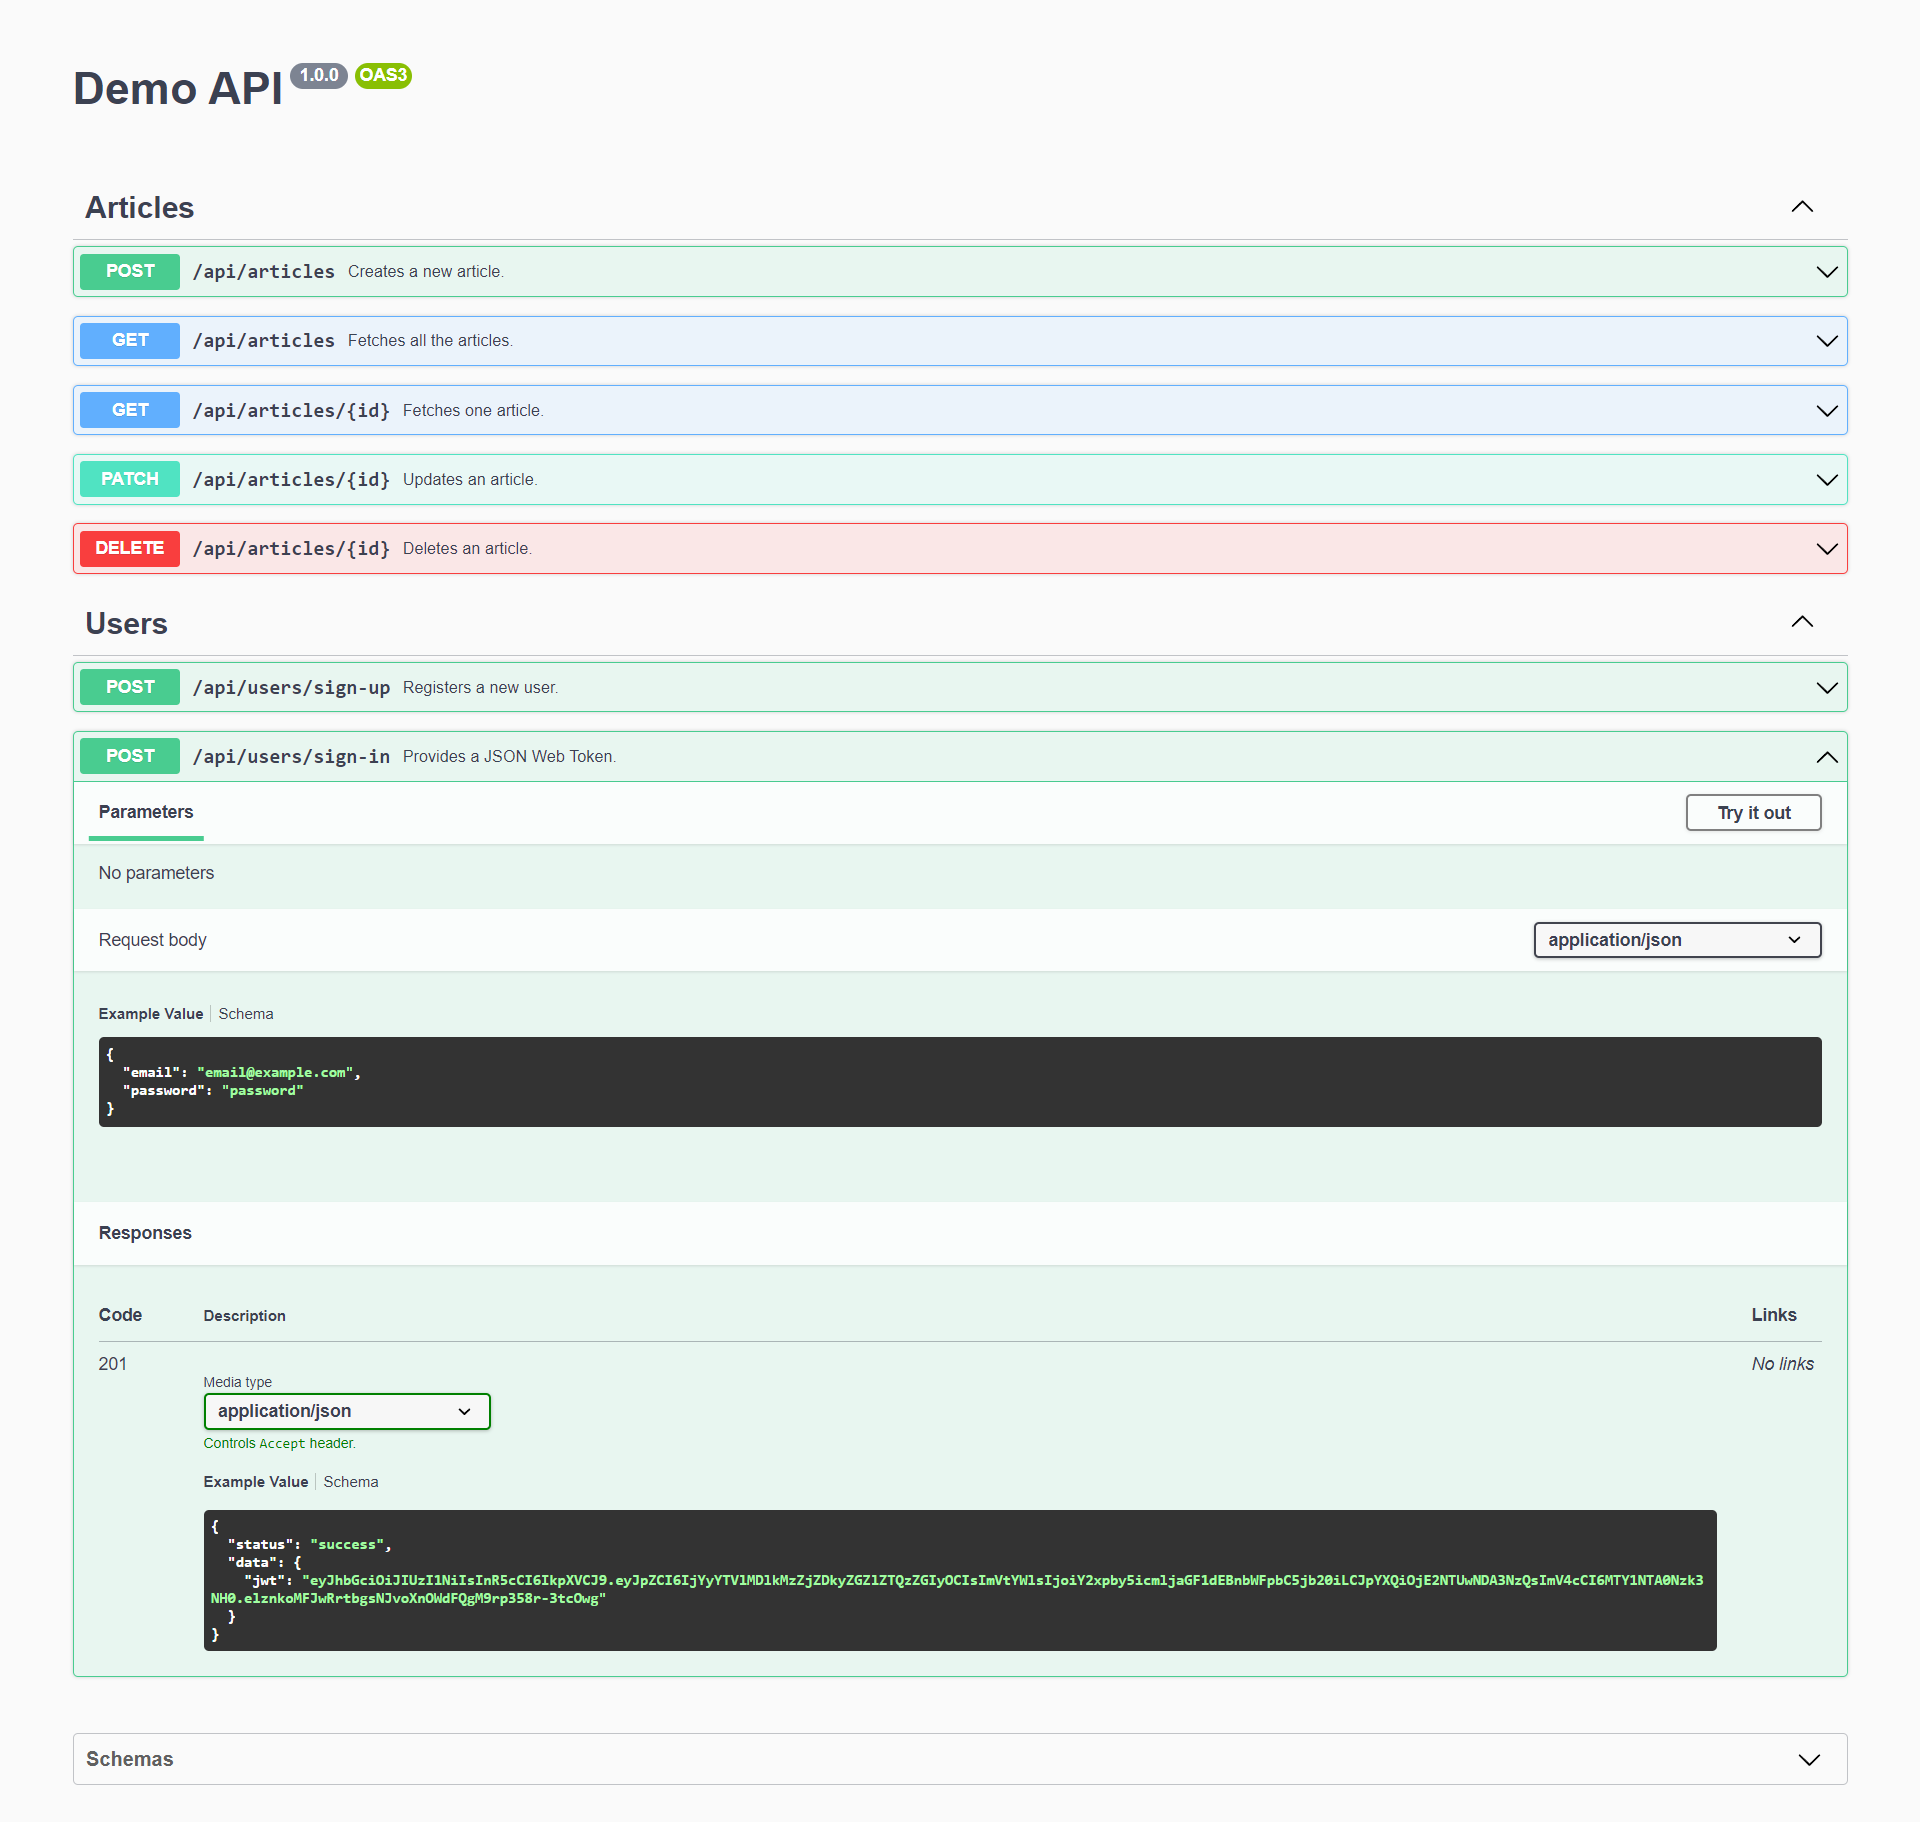 Demo API 1.0.0 OAS3
Articles
POST /api/articles Creates a new article.
GET /api/articles Fetches all the articles.
GET /api/articles/{id} Fetches one article.
PATCH /api/articles/{id} Updates an article.
DELETE /api/articles/{id} Deletes an article.
Users
POST /api/users/sign-up Registers a new user.
POST /api/users/sign-in Provides a JSON Web Token.
Parameters Try it out
No parameters
Request body application/json
Example Value Schema
{
"email": "email@example.com",
"password": "password"
}
Responses
Code Description Links
201 No links
Media type
application/json
Controls Accept header.
Example Value Schema
{
"status": "success",
"data": {
"jwt": "eyJhbGciOiJIUzI1NiIsInR5cCI6IkpXVCJ9.eyJpZCI6IjYyYTVlMDlkMzZjZDkyZGZlZTQzZGIyOCIsImVtYWlsIjoiY2xpby5icmljaGF1dEBnbWFpbC5jb20iLCJpYXQiOjE2NTUwNDA3NzQsImV4cCI6MTY1NTA0Nzk3
NH0.elznkoMFJwRrtbgsNJvoXnOWdFQgM9rp358r-3tcOwg"
}
}
Schemas